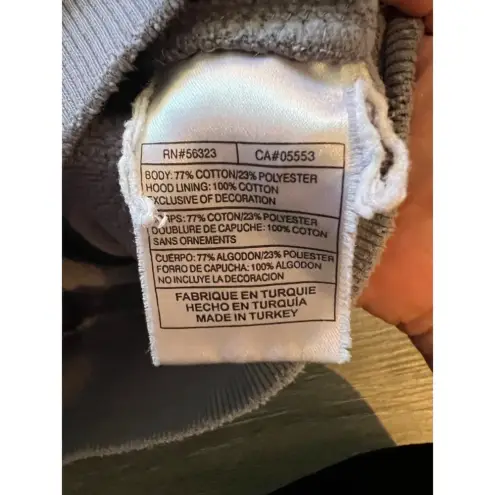 RN#56323 CA#05553
BODY: 77% COTTON/23% POLYESTER
HOOD LINING: 100% COTTON
EXCLUSIVE OF DECORATION
77% COTON/23% POLYESTER
DOUBLURE DE CAPUCHE: 100% COTON
SANS ORNEMENTS
CUERPO: 77% ALGODON/23% POLIESTER
FORRO DE CAPUCHA: 100% ALGODON
NO INCLUYE LA DECORACION
FABRIQUE EN TURQUIE
HECHO EN TURQUÍA
MADE IN TURKEY